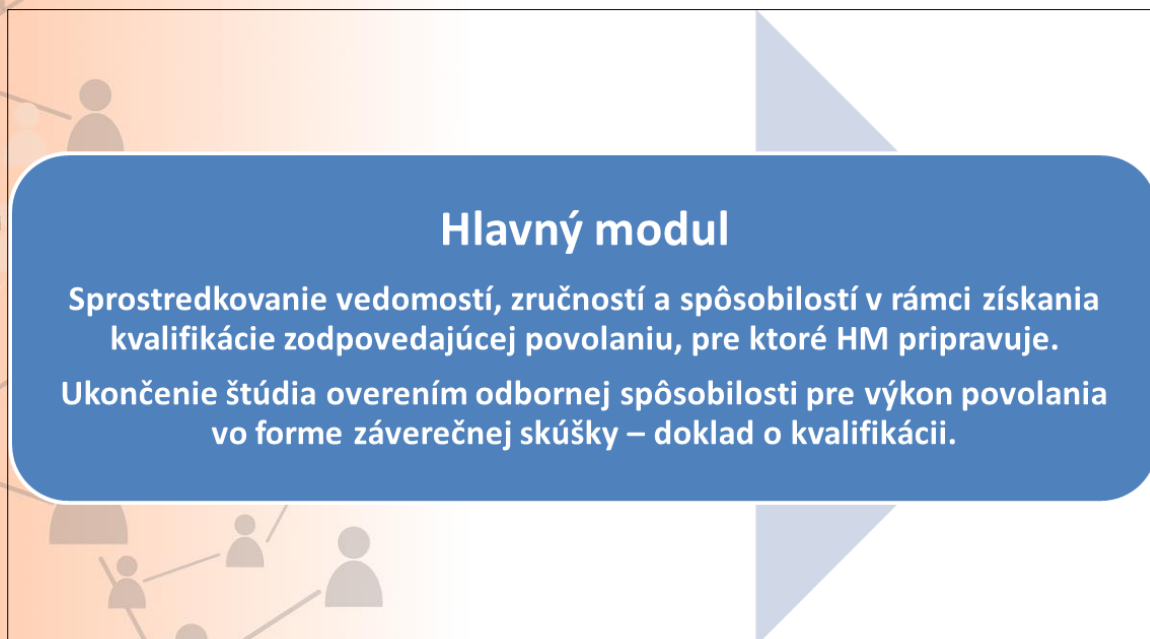 Hlavný modul
Sprostredkovanie vedomostí, zručností a spôsobilostí v rámci získania
kvalifikácie zodpovedajúcej povolaniu, pre ktoré HM pripravuje.
Ukončenie štúdia overením odbornej spôsobilosti pre výkon povolania
vo forme záverečnej skúšky – doklad o kvalifikácii.